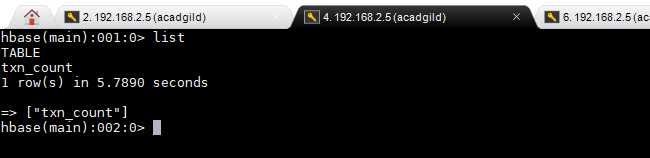 2. 192.168.2.5 (acadgild)
4. 192.168.2.5 (acadgild)
6. 192.168.2.5 (acadgild)
hbase(main):001:0> list
TABLE
txn_count
1 row(s) in 5.7890 seconds
=> ["txn_count"]
hbase(main):002:0>